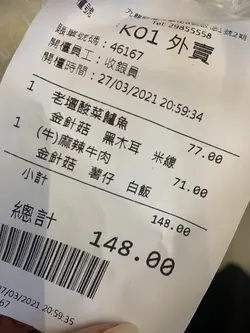 Tel 29855558
K01 外賣
賬單號碼: 46167
開檯員工: 收銀員
開檯時間: 27/03/2021 20:59:34
1 老壇酸菜鱸魚 77.00
金針菇 黑木耳 米線
1 (牛)麻辣牛肉 71.00
金針菇 薯仔 白飯
小計 148.00
總計 148.00
27/03/2021 20:59:35
167